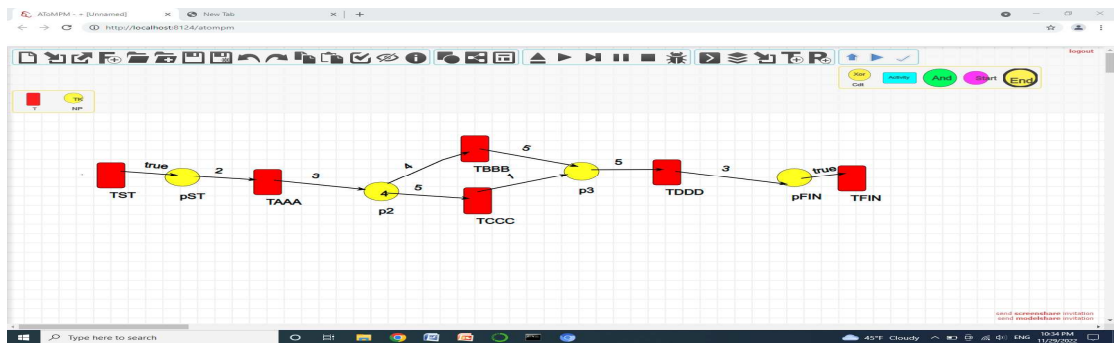 AToMPM - + [Unnamed] × New Tab × +
http://localhost:8124/atompm
logout
Xor
Cdt
Activity
And
Start
End
T
TK
NP
true
2
3
4
5
5
1
5
3
true
4
TST
pST
TAAA
p2
TBBB
TCCC
p3
TDDD
pFIN
TFIN
send screenshare invitation
send modelshare invitation
Type here to search
45°F Cloudy
ENG
10:34 PM
11/29/2022